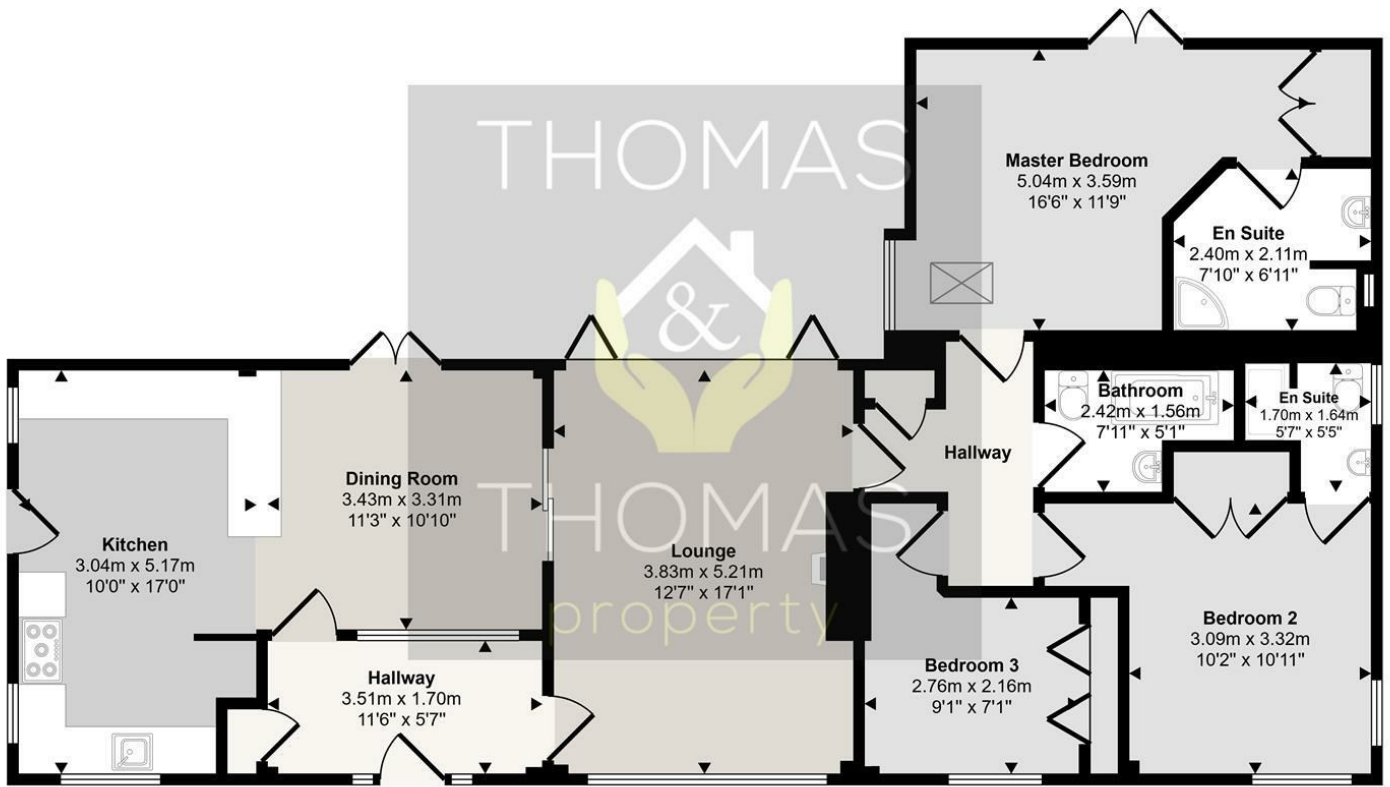 THOMAS
&
THOMAS
property
Master Bedroom
5.04m x 3.59m
16'6" x 11'9"
En Suite
2.40m x 2.11m
7'10" x 6'11"
Bathroom
2.42m x 1.56m
7'11" x 5'1"
En Suite
1.70m x 1.64m
5'7" x 5'5"
Hallway
Dining Room
3.43m x 3.31m
11'3" x 10'10"
Kitchen
3.04m x 5.17m
10'0" x 17'0"
Lounge
3.83m x 5.21m
12'7" x 17'1"
Bedroom 2
3.09m x 3.32m
10'2" x 10'11"
Bedroom 3
2.76m x 2.16m
9'1" x 7'1"
Hallway
3.51m x 1.70m
11'6" x 5'7"